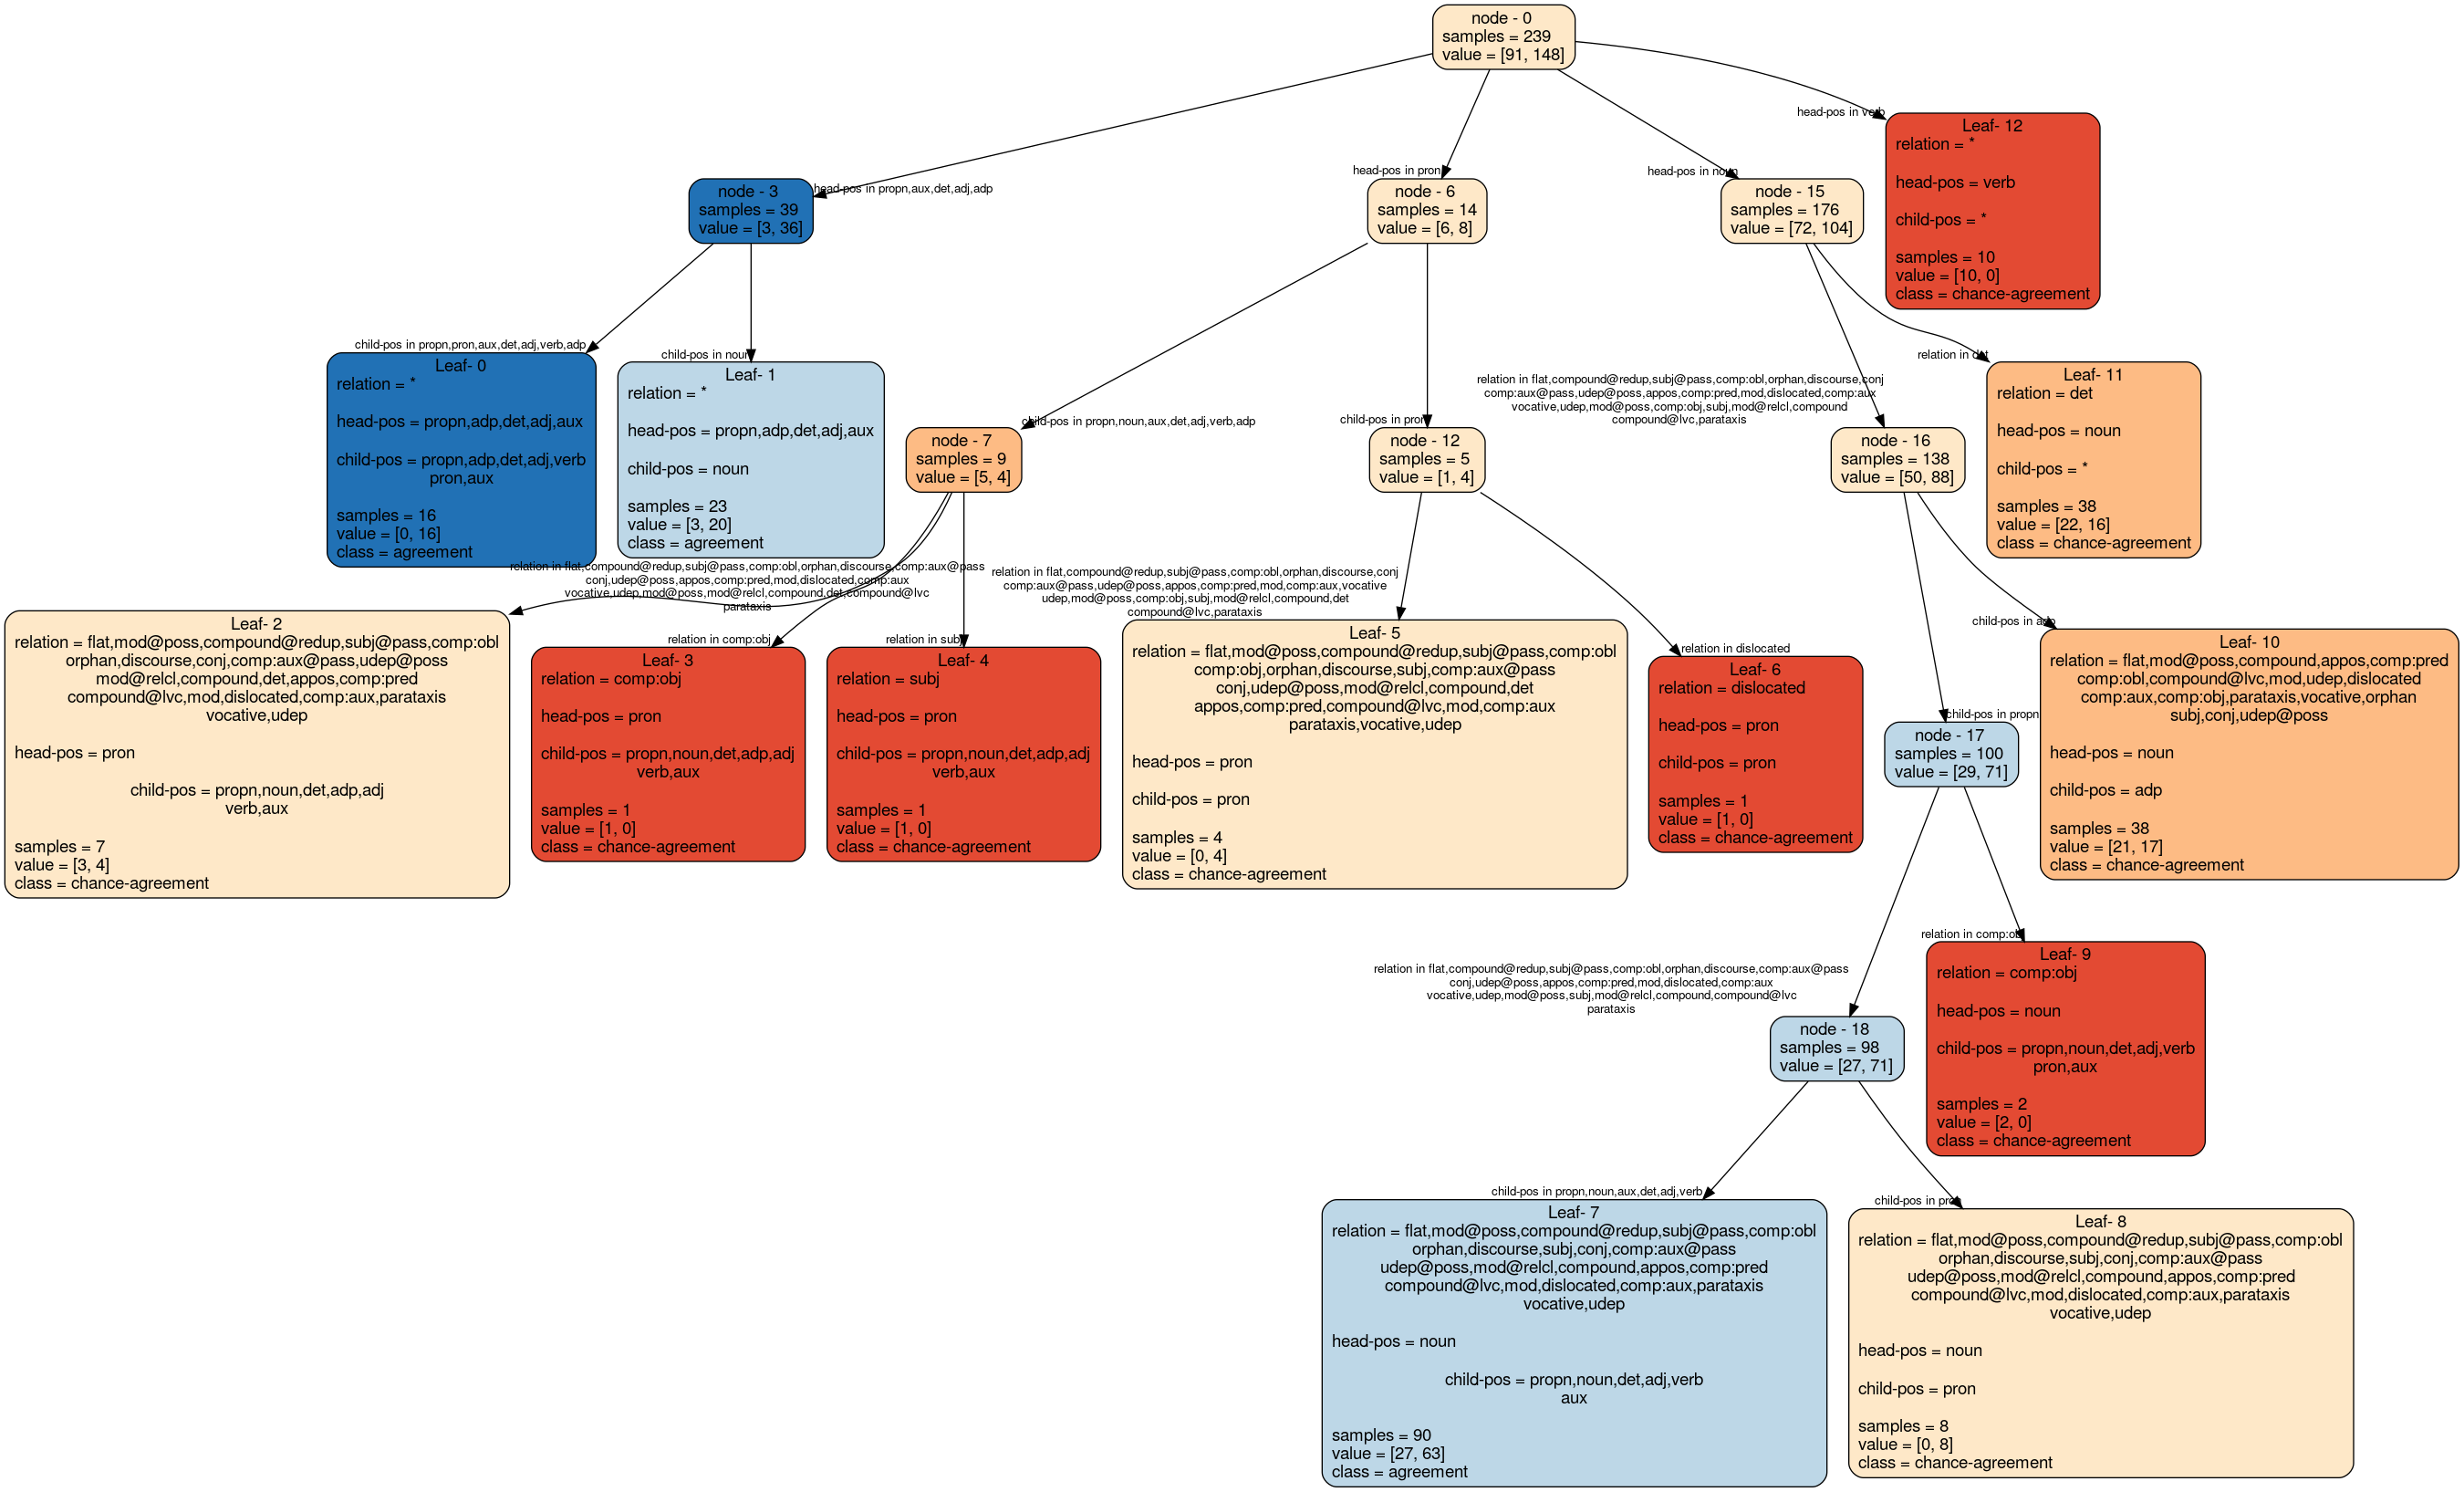 node - 0
samples = 239
value = [91, 148]
head-pos in verb
Leaf- 12
relation = *
head-pos = verb
child-pos = *
samples = 10
value = [10, 0]
class = chance-agreement
head-pos in propn,aux,det,adj,adp
node - 3
samples = 39
value = [3, 36]
head-pos in pron
node - 6
samples = 14
value = [6, 8]
head-pos in noun
node - 15
samples = 176
value = [72, 104]
child-pos in propn,pron,aux,det,adj,verb,adp
Leaf- 0
relation = *
head-pos = propn,adp,det,adj,aux
child-pos = propn,adp,det,adj,verb
pron,aux
samples = 16
value = [0, 16]
class = agreement
child-pos in noun
Leaf- 1
relation = *
head-pos = propn,adp,det,adj,aux
child-pos = noun
samples = 23
value = [3, 20]
class = agreement
child-pos in propn,noun,aux,det,adj,verb,adp
node - 7
samples = 9
value = [5, 4]
child-pos in pron
node - 12
samples = 5
value = [1, 4]
relation in flat,compound@redup,subj@pass,comp:obl,orphan,discourse,conj
comp:aux@pass,udep@poss,appos,comp:pred,mod,dislocated,comp:aux
vocative,udep,mod@poss,comp:obj,subj,mod@relcl,compound
compound@lvc,parataxis
node - 16
samples = 138
value = [50, 88]
relation in det
Leaf- 11
relation = det
head-pos = noun
child-pos = *
samples = 38
value = [22, 16]
class = chance-agreement
relation in flat,compound@redup,subj@pass,comp:obl,orphan,discourse,comp:aux@pass
conj,udep@poss,appos,comp:pred,mod,dislocated,comp:aux
vocative,udep,mod@poss,mod@relcl,compound,det,compound@lvc
parataxis
Leaf- 2
relation = flat,mod@poss,compound@redup,subj@pass,comp:obl
orphan,discourse,conj,comp:aux@pass,udep@poss
mod@relcl,compound,det,appos,comp:pred
compound@lvc,mod,dislocated,comp:aux,parataxis
vocative,udep
head-pos = pron
child-pos = propn,noun,det,adp,adj
verb,aux
samples = 7
value = [3, 4]
class = chance-agreement
relation in comp:obj
Leaf- 3
relation = comp:obj
head-pos = pron
child-pos = propn,noun,det,adp,adj
verb,aux
samples = 1
value = [1, 0]
class = chance-agreement
relation in subj
Leaf- 4
relation = subj
head-pos = pron
child-pos = propn,noun,det,adp,adj
verb,aux
samples = 1
value = [1, 0]
class = chance-agreement
relation in flat,compound@redup,subj@pass,comp:obl,orphan,discourse,conj
comp:aux@pass,udep@poss,appos,comp:pred,mod,comp:aux,vocative
udep,mod@poss,comp:obj,subj,mod@relcl,compound,det
compound@lvc,parataxis
Leaf- 5
relation = flat,mod@poss,compound@redup,subj@pass,comp:obl
comp:obj,orphan,discourse,subj,comp:aux@pass
conj,udep@poss,mod@relcl,compound,det
appos,comp:pred,compound@lvc,mod,comp:aux
parataxis,vocative,udep
head-pos = pron
child-pos = pron
samples = 4
value = [0, 4]
class = chance-agreement
relation in dislocated
Leaf- 6
relation = dislocated
head-pos = pron
child-pos = pron
samples = 1
value = [1, 0]
class = chance-agreement
child-pos in propn
node - 17
samples = 100
value = [29, 71]
child-pos in adp
Leaf- 10
relation = flat,mod@poss,compound,appos,comp:pred
comp:obl,compound@lvc,mod,udep,dislocated
comp:aux,comp:obj,parataxis,vocative,orphan
subj,conj,udep@poss
head-pos = noun
child-pos = adp
samples = 38
value = [21, 17]
class = chance-agreement
relation in flat,compound@redup,subj@pass,comp:obl,orphan,discourse,comp:aux@pass
conj,udep@poss,appos,comp:pred,mod,dislocated,comp:aux
vocative,udep,mod@poss,subj,mod@relcl,compound,compound@lvc
parataxis
node - 18
samples = 98
value = [27, 71]
relation in comp:obj
Leaf- 9
relation = comp:obj
head-pos = noun
child-pos = propn,noun,det,adj,verb
pron,aux
samples = 2
value = [2, 0]
class = chance-agreement
child-pos in propn,noun,aux,det,adj,verb
Leaf- 7
relation = flat,mod@poss,compound@redup,subj@pass,comp:obl
orphan,discourse,subj,conj,comp:aux@pass
udep@poss,mod@relcl,compound,appos,comp:pred
compound@lvc,mod,dislocated,comp:aux,parataxis
vocative,udep
head-pos = noun
child-pos = propn,noun,det,adj,verb
aux
samples = 90
value = [27, 63]
class = agreement
child-pos in pron
Leaf- 8
relation = flat,mod@poss,compound@redup,subj@pass,comp:obl
orphan,discourse,subj,conj,comp:aux@pass
udep@poss,mod@relcl,compound,appos,comp:pred
compound@lvc,mod,dislocated,comp:aux,parataxis
vocative,udep
head-pos = noun
child-pos = pron
samples = 8
value = [0, 8]
class = chance-agreement